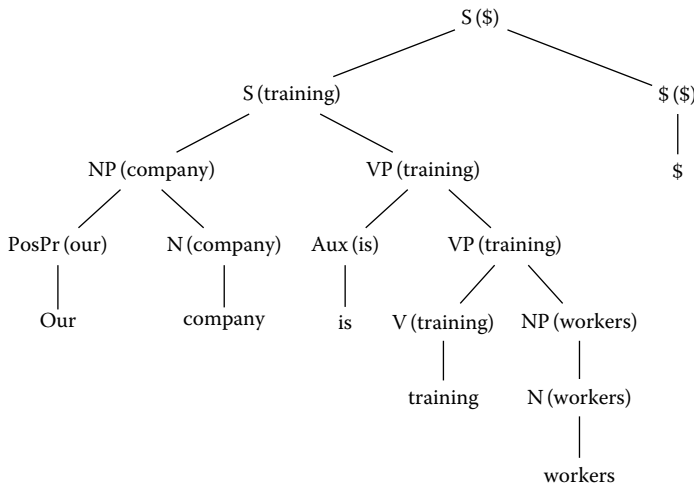 S ($)
S (training) $ ($)
NP (company) VP (training) $
PosPr (our) N (company) Aux (is) VP (training)
Our company is V (training) NP (workers)
training N (workers)
workers